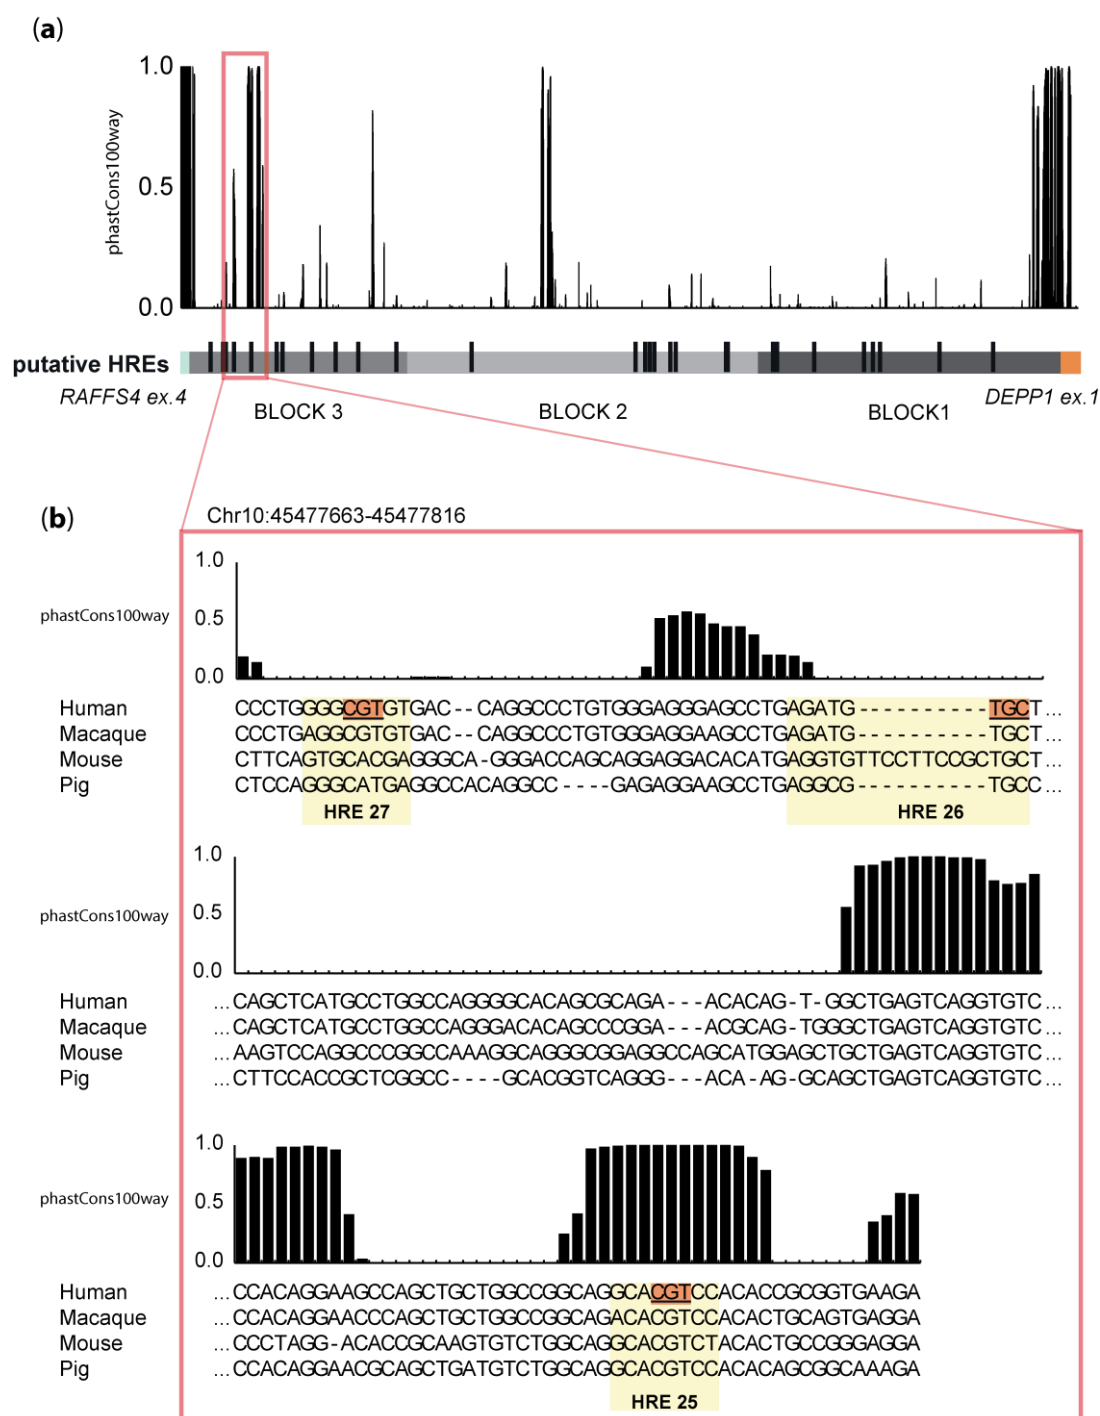 (a)
1.0
0.5
0.0
phastCons100way
putative HREs
RAFFS4 ex.4
DEPP1 ex.1
BLOCK 3
BLOCK 2
BLOCK1
(b)
Chr10:45477663-45477816
1.0
phastCons100way
0.5
0.0
Human CCCTGGGGCGTGTGAC--CAGGCCCTGTGGGAGGGAGCCTGAGATG----------TGCT...
Macaque CCCTGAGGCGTGTGAC--CAGGCCCTGTGGGAGGAAGCCTGAGATG----------TGCT...
Mouse CTTCAGTGCACGAGGGCA-GGGACCAGCAGGAGGACACATGAGGTGTTCCTTCCGCTGCT...
Pig CTCCAGGGCATGAGGCCACAGGCC----GAGAGGAAGCCTGAGGCG----------TGCC...
HRE 27
HRE 26
1.0
phastCons100way
0.5
0.0
Human ...CAGCTCATGCCTGGCCAGGGGCACAGCGCAGA---ACACAG-T-GGCTGAGTCAGGTGTC...
Macaque ...CAGCTCATGCCTGGCCAGGGACACAGCCCGGA---ACGCAG-TGGGCTGAGTCAGGTGTC...
Mouse ...AAGTCCAGGCCCGGCCAAAGGCAGGGCGGAGGCCAGCATGGAGCTGCTGAGTCAGGTGTC...
Pig ...CTTCCACCGCTCGGCC----GCACGGTCAGGG---ACA-AG-GCAGCTGAGTCAGGTGTC...
1.0
phastCons100way
0.5
0.0
Human ...CCACAGGAAGCCAGCTGCTGGCCGGCAGGCACGTCCACACCGCGGTGAAGA
Macaque ...CCACAGGAACCCAGCTGCTGGCCGGCAGACACGTCCACACTGCAGTGAGGA
Mouse ...CCCTAGG-ACACCGCAAGTGTCTGGCAGGCACGTCTACACTGCCGGGAGGA
Pig ...CCACAGGAACGCAGCTGATGTCTGGCAGGCACGTCCACACAGCGGCAAAGA
HRE 25